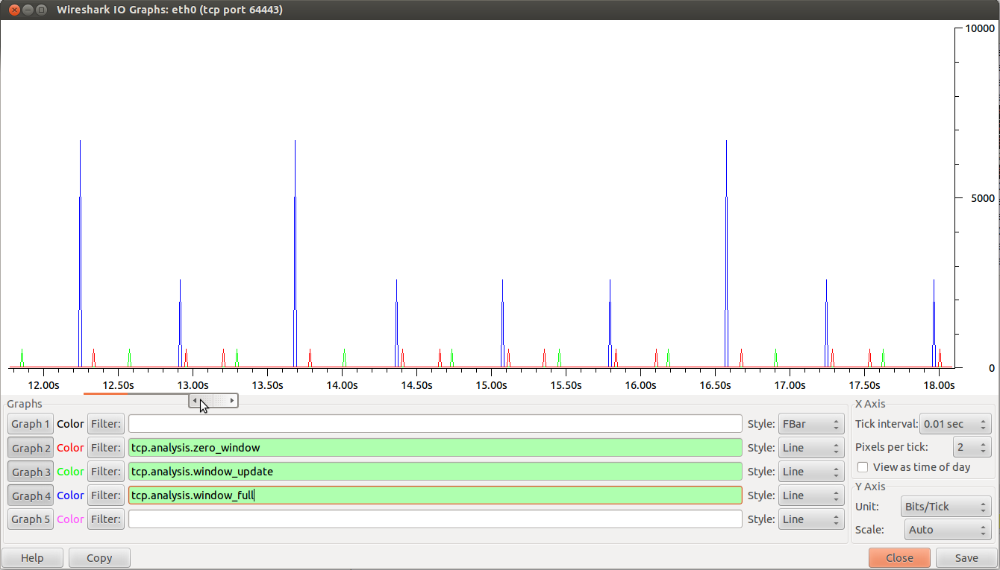 Wireshark IO Graphs: eth0 (tcp port 64443)
10000
5000
0
12.00s 12.50s 13.00s 13.50s 14.00s 14.50s 15.00s 15.50s 16.00s 16.50s 17.00s 17.50s 18.00s
Graphs
Graph 1 Color Filter: Style: FBar
Graph 2 Color Filter: tcp.analysis.zero_window Style: Line
Graph 3 Color Filter: tcp.analysis.window_update Style: Line
Graph 4 Color Filter: tcp.analysis.window_full Style: Line
Graph 5 Color Filter: Style: Line
X Axis
Tick interval: 0.01 sec
Pixels per tick: 2
View as time of day
Y Axis
Unit: Bits/Tick
Scale: Auto
Help Copy Close Save